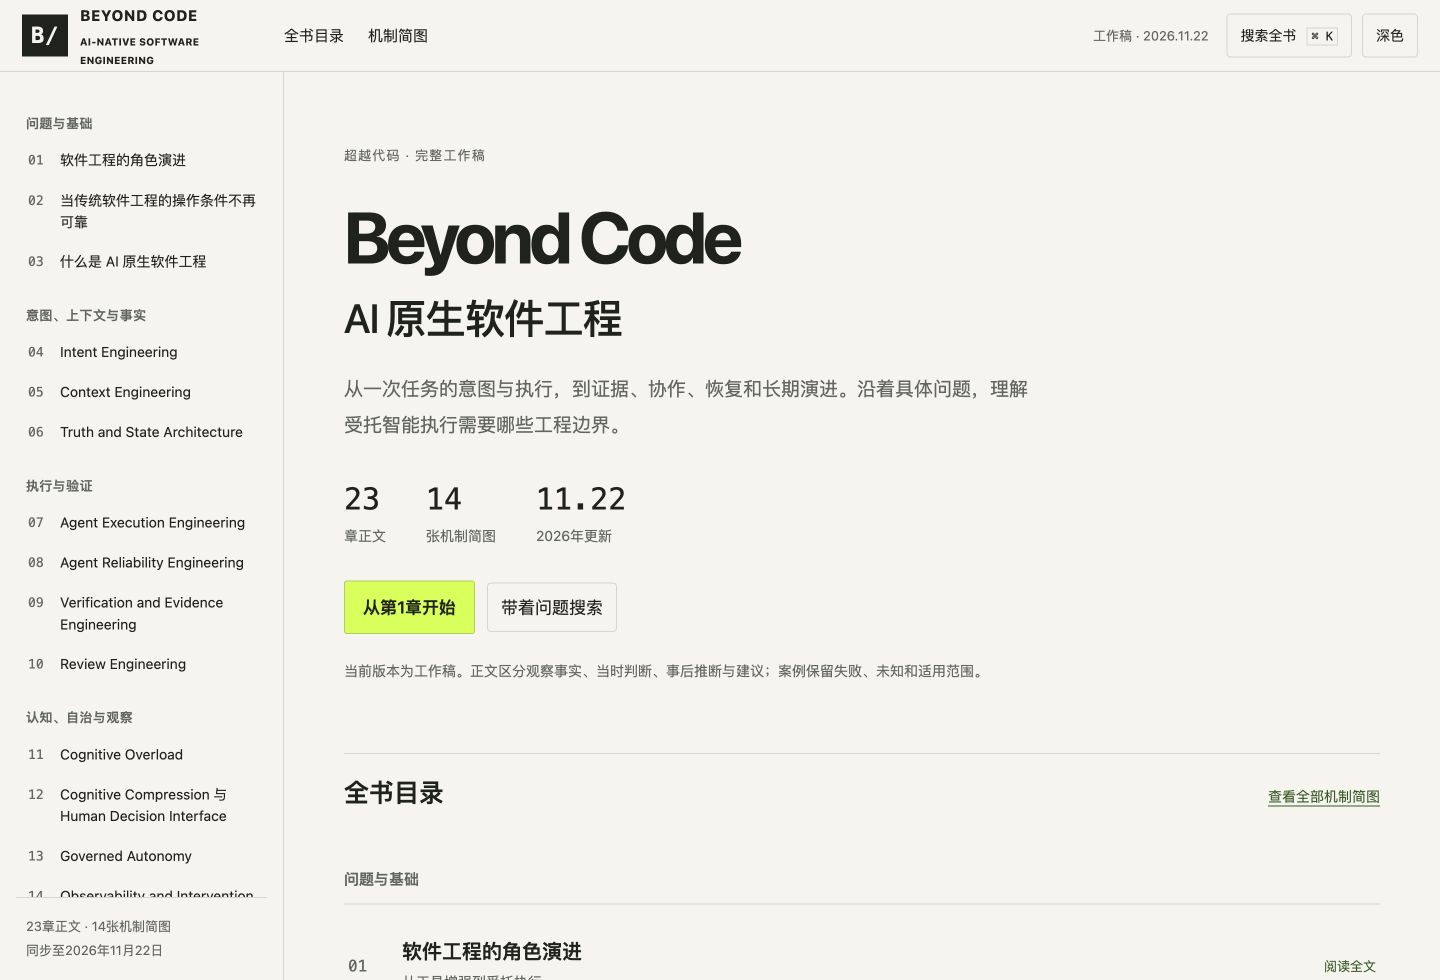 B/
BEYOND CODE
AI-NATIVE SOFTWARE
ENGINEERING
全书目录
机制简图
工作稿 · 2026.11.22
搜索全书 ⌘ K
深色
问题与基础
01 软件工程的角色演进
02 当传统软件工程的操作条件不再
可靠
03 什么是 AI 原生软件工程
意图、上下文与事实
04 Intent Engineering
05 Context Engineering
06 Truth and State Architecture
执行与验证
07 Agent Execution Engineering
08 Agent Reliability Engineering
09 Verification and Evidence
Engineering
10 Review Engineering
认知、自治与观察
11 Cognitive Overload
12 Cognitive Compression 与
Human Decision Interface
13 Governed Autonomy
14 Observability and Intervention
23章正文 · 14张机制简图
同步至2026年11月22日
超越代码 · 完整工作稿
Beyond Code
AI 原生软件工程
从一次任务的意图与执行，到证据、协作、恢复和长期演进。沿着具体问题，理解
受托智能执行需要哪些工程边界。
23 14 11.22
章正文 张机制简图 2026年更新
从第1章开始
带着问题搜索
当前版本为工作稿。正文区分观察事实、当时判断、事后推断与建议；案例保留失败、未知和适用范围。
全书目录
查看全部机制简图
问题与基础
01 软件工程的角色演进
阅读全文